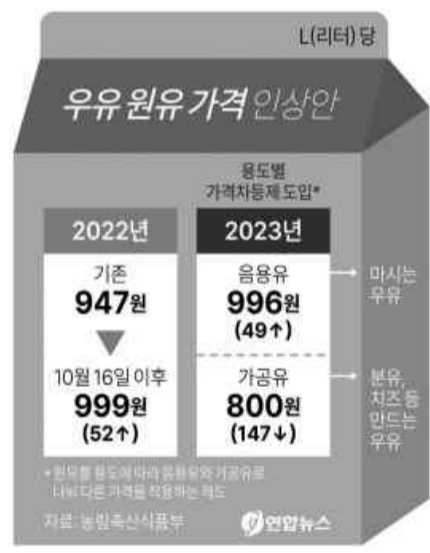 L(리터) 당
우유 원유 가격 인상안
용도별
가격차등제 도입*
2022년
기존
947원
10월 16일 이후
999원
(52↑)
2023년
음용유
996원
(49↑)
가공유
800원
(147↓)
마시는
우유
분유,
치즈 등
만드는
우유
* 원유를 용도에 따라 음용유와 가공유로
나눠 다른 가격을 적용하는 제도
자료: 농림축산식품부
연합뉴스